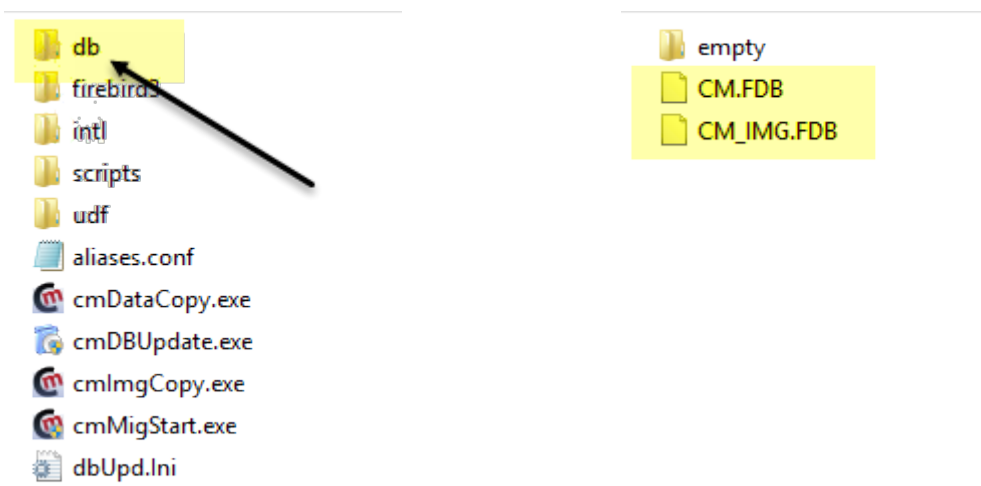 db
firebird3
intl
scripts
udf
aliases.conf
cmDataCopy.exe
cmDBUpdate.exe
cmImgCopy.exe
cmMigStart.exe
dbUpd.Ini
empty
CM.FDB
CM_IMG.FDB